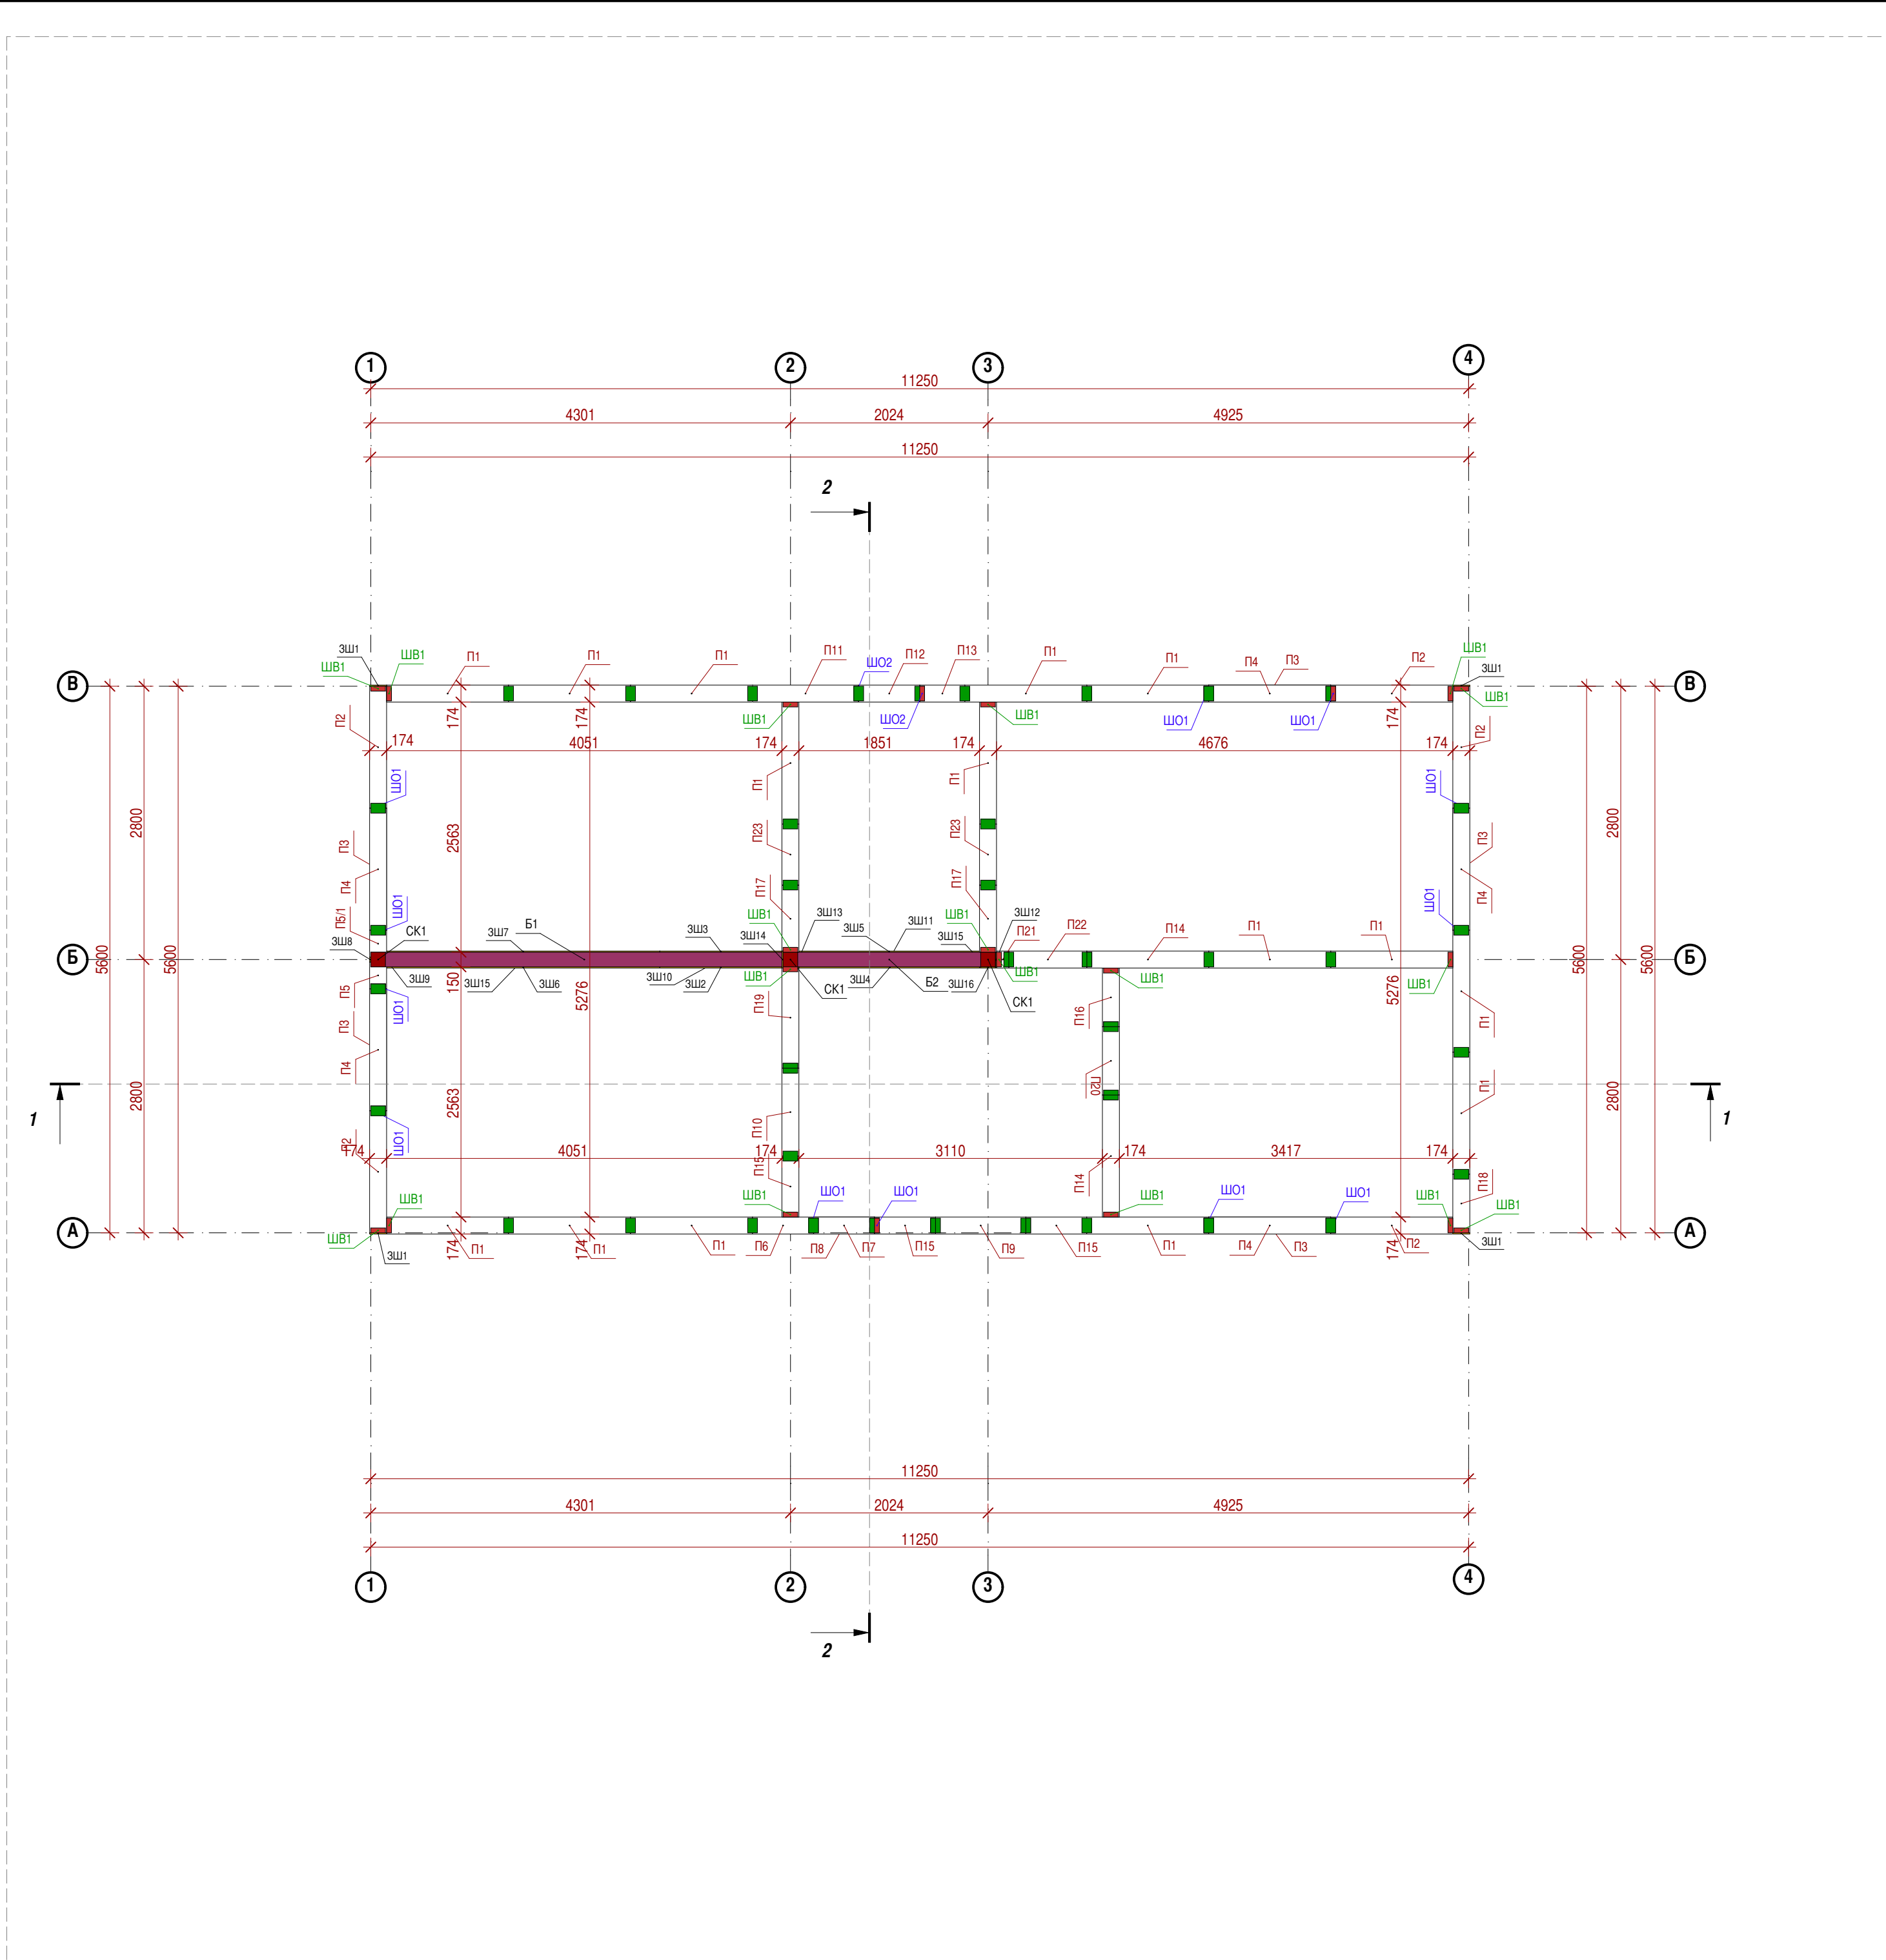 1 2 3 4
11250
4301 2024 4925
11250
2
ЗШ1 ШВ1 ШВ1 П1 П1 П1 П11 ШО2 П12 П13 П1 П1 П4 П3 П2 ШВ1 ЗШ1 ШВ1
В В
П2 174 174 ШВ1 ШО2 ШВ1 ШО1 ШО1 174 П2
174 4051 174 1851 174 4676 174
ШО1 П1 П1 ШО1
5600 2800 5600 П3 2563 П23 П23 П3 2800 5600 5600
П4 П17 П17 П4
П5/1 ШО1 ШВ1 ШВ1 ШО1
ЗШ8 СК1 ЗШ7 Б1 ЗШ3 ЗШ14 ЗШ13 ЗШ5 ЗШ11 ЗШ15 ЗШ12 П21 П22 П14 П1 П1
Б Б
ЗШ9 150 ЗШ15 ЗШ6 ЗШ10 ЗШ2 ШВ1 СК1 ЗШ4 Б2 ЗШ16 СК1 ШВ1 ШВ1 ШВ1
П5 ШО1 5276 П19 П16 5276 П1
П3
П4 П20 П1
1 2800 2563 2800 1
П2 ШО1 П10
174 4051 174 3110 174 3417 174
П15 П14 П18
ШВ1 ШВ1 ШО1 ШО1 ШВ1 ШО1 ШО1 ШВ1 ШВ1
А А
ШВ1 ЗШ1 174 П1 174 П1 П1 П6 П8 П7 П15 П9 П15 П1 П4 П3 174 П2 ЗШ1
11250
4301 2024 4925
11250
1 2 3 4
2